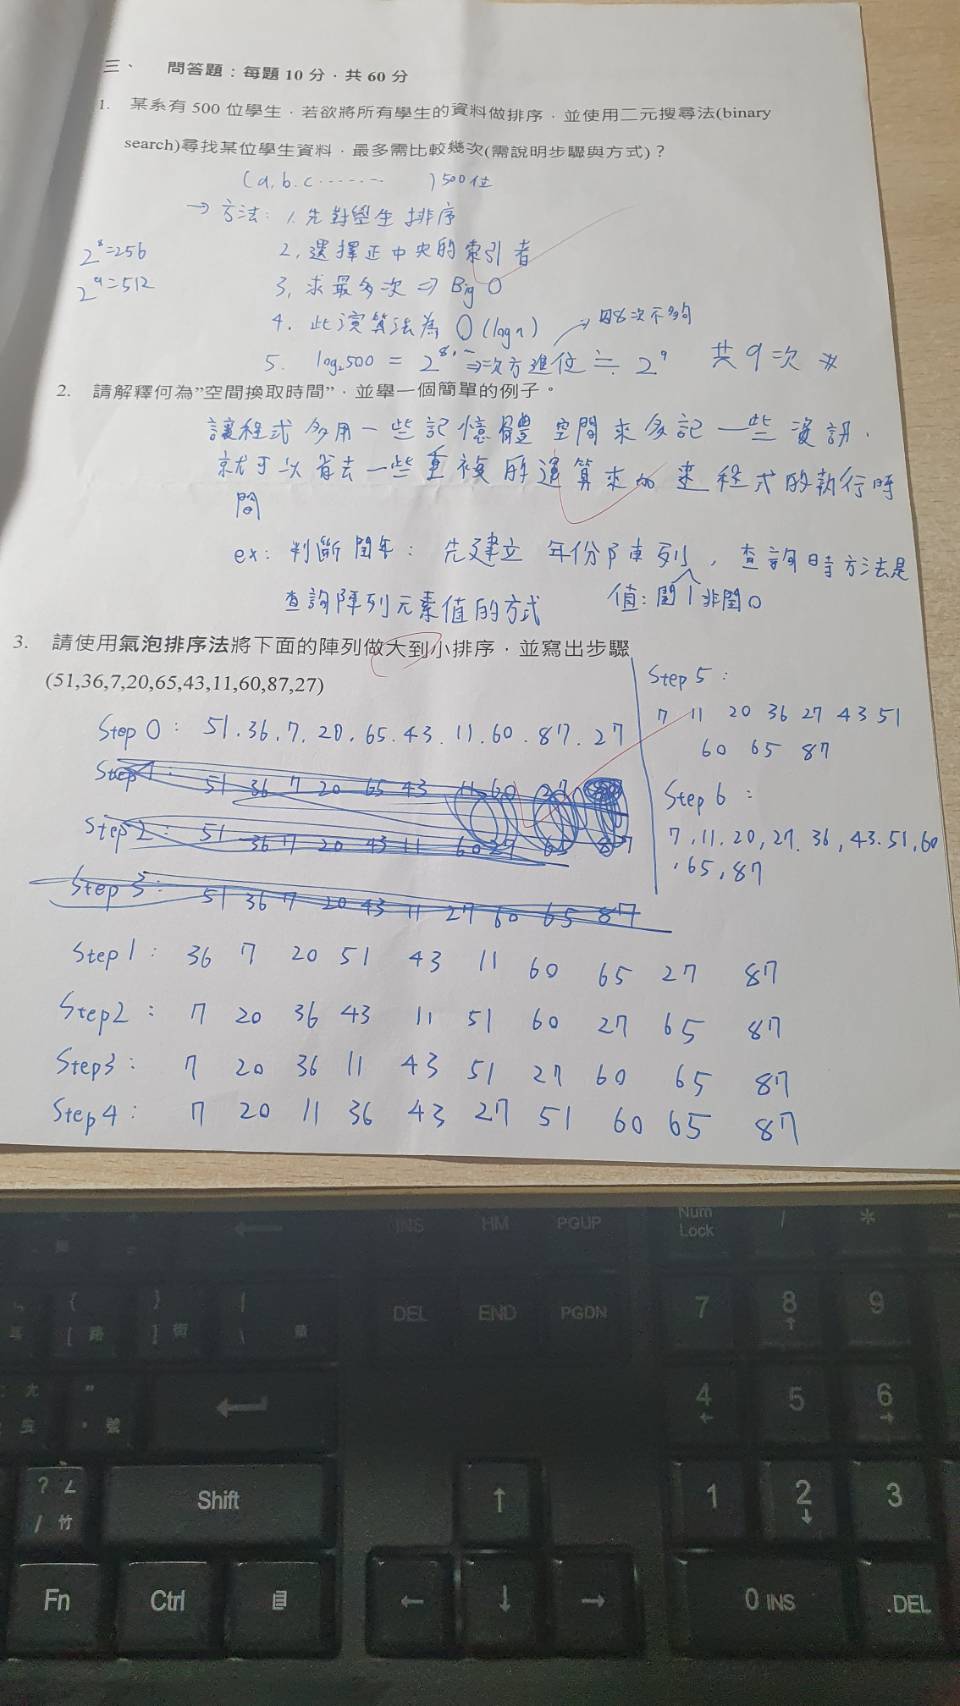 三、 問答題：每題 10 分，共 60 分
1. 某系有 500 位學生，若欲將所有學生的資料做排序，並使用二元搜尋法(binary
search)尋找某位學生資料，最多需比較幾次(需說明步驟與方式)？
(a,b,c……… )500位
→ 方法：1.先對學生排序
2⁸=256
2⁹=512
2,選擇正中央的索引者
3,求最多次 ⇒ Big O
4. 此演算法為 O(log n) → 因8次不夠
5. log₂500 = 2⁸·⁻ ⇒次方進位 ≒ 2⁹ 共9次 #
2. 請解釋何為"空間換取時間"，並舉一個簡單的例子。
讓程式多用一些記憶體空間來多記一些資訊，
就可以省去一些重複的運算來加速程式的執行時
間
ex: 判斷閏年：先建立年份陣列，查詢時方法是
值:閏1非閏0
查詢陣列元素值的方式
3. 請使用氣泡排序法將下面的陣列做大到小排序，並寫出步驟
(51,36,7,20,65,43,11,60,87,27)
Step 0: 51.36.7.20.65.43.11.60.87.27
Step 1: 36 7 20 51 43 11 60 65 27 87
Step2: 7 20 36 43 11 51 60 27 65 87
Step3: 7 20 36 11 43 51 27 60 65 87
Step4: 7 20 11 36 43 27 51 60 65 87
Step 5:
7 11 20 36 27 43 51
60 65 87
Step 6:
7.11.20,27.36,43.51,60
.65,87
INS HM PGUP Num Lock / *
DEL END PGDN 7 8 9
4 5 6
Shift 1 2 3
Fn Ctrl 0 INS .DEL